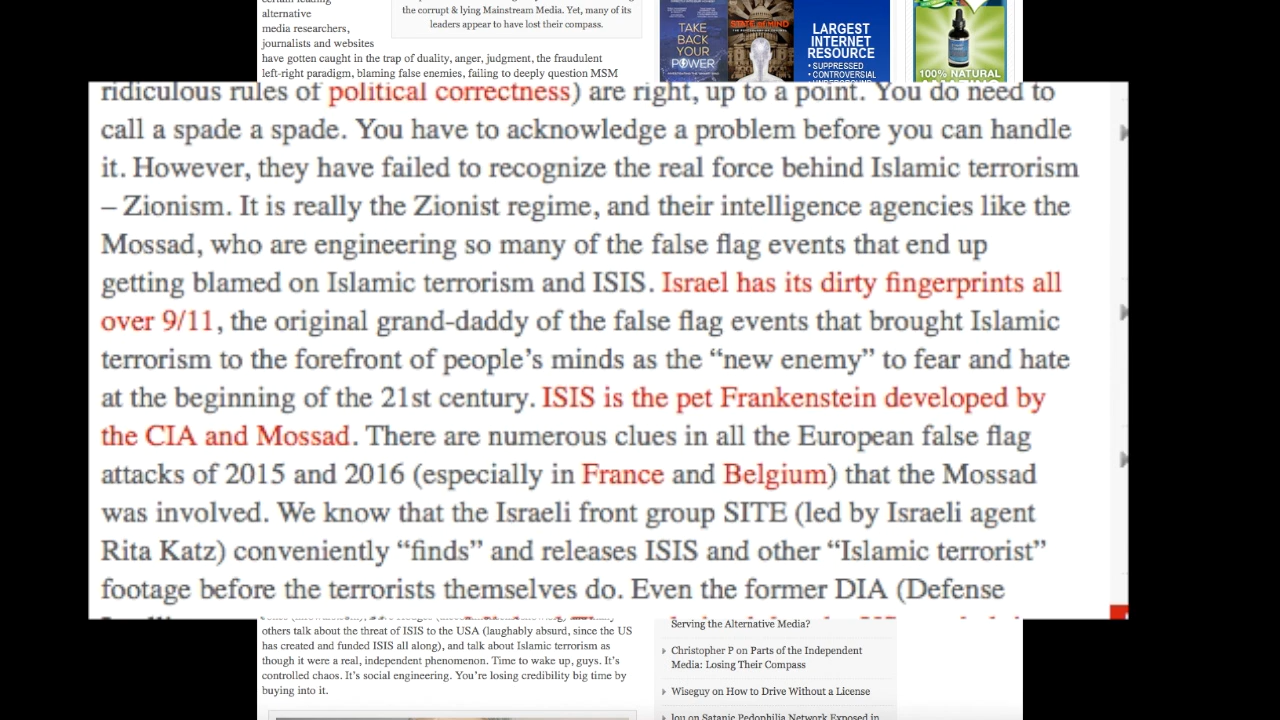 certain leading
alternative
media researchers,
journalists and websites
have gotten caught in the trap of duality, anger, judgment, the fraudulent
left-right paradigm, blaming false enemies, failing to deeply question MSM
the corrupt & lying Mainstream Media. Yet, many of its
leaders appear to have lost their compass.
TAKE
BACK
YOUR
POWER
STATE OF MIND
LARGEST
INTERNET
RESOURCE
• SUPPRESSED
• CONTROVERSIAL
100% NATURAL
ridiculous rules of political correctness) are right, up to a point. You do need to
call a spade a spade. You have to acknowledge a problem before you can handle
it. However, they have failed to recognize the real force behind Islamic terrorism
– Zionism. It is really the Zionist regime, and their intelligence agencies like the
Mossad, who are engineering so many of the false flag events that end up
getting blamed on Islamic terrorism and ISIS. Israel has its dirty fingerprints all
over 9/11, the original grand-daddy of the false flag events that brought Islamic
terrorism to the forefront of people’s minds as the “new enemy” to fear and hate
at the beginning of the 21st century. ISIS is the pet Frankenstein developed by
the CIA and Mossad. There are numerous clues in all the European false flag
attacks of 2015 and 2016 (especially in France and Belgium) that the Mossad
was involved. We know that the Israeli front group SITE (led by Israeli agent
Rita Katz) conveniently “finds” and releases ISIS and other “Islamic terrorist”
footage before the terrorists themselves do. Even the former DIA (Defense
others talk about the threat of ISIS to the USA (laughably absurd, since the US
has created and funded ISIS all along), and talk about Islamic terrorism as
though it were a real, independent phenomenon. Time to wake up, guys. It’s
controlled chaos. It’s social engineering. You’re losing credibility big time by
buying into it.
Serving the Alternative Media?
Christopher P on Parts of the Independent
Media: Losing Their Compass
Wiseguy on How to Drive Without a License
lou on Satanic Pedophilia Network Exposed in